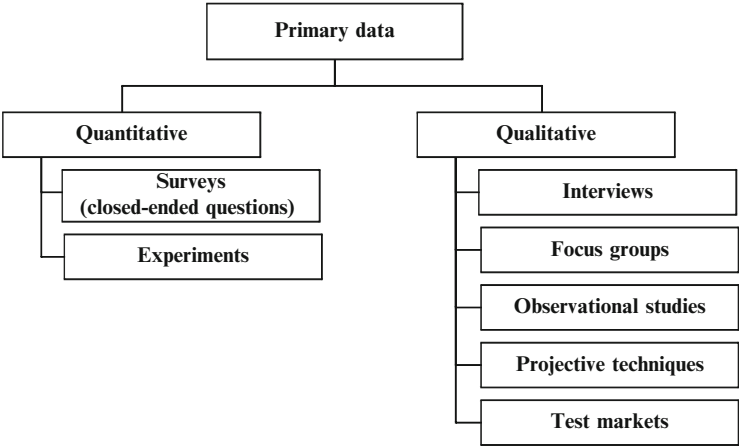 Primary data
Quantitative
Surveys
(closed-ended questions)
Experiments
Qualitative
Interviews
Focus groups
Observational studies
Projective techniques
Test markets